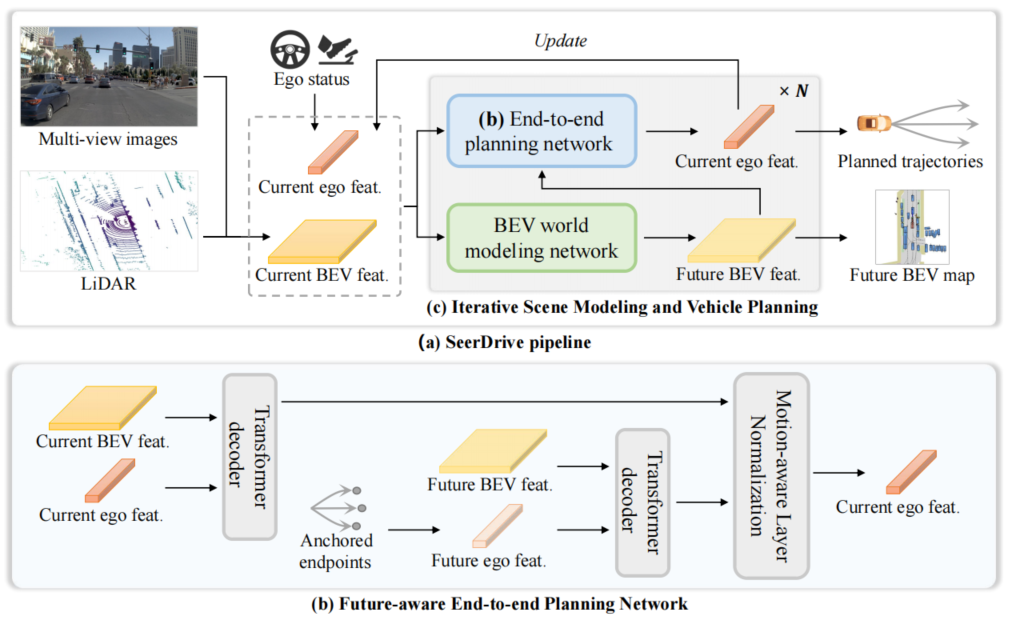 Update
Ego status
× N
Multi-view images
Current ego feat.
(b) End-to-end
planning network
Current ego feat.
Planned trajectories
LiDAR
Current BEV feat.
BEV world
modeling network
Future BEV feat.
Future BEV map
(c) Iterative Scene Modeling and Vehicle Planning
(a) SeerDrive pipeline
Current BEV feat.
Current ego feat.
Transformer
decoder
Anchored
endpoints
Future BEV feat.
Future ego feat.
Transformer
decoder
Motion-aware Layer
Normalization
Current ego feat.
(b) Future-aware End-to-end Planning Network